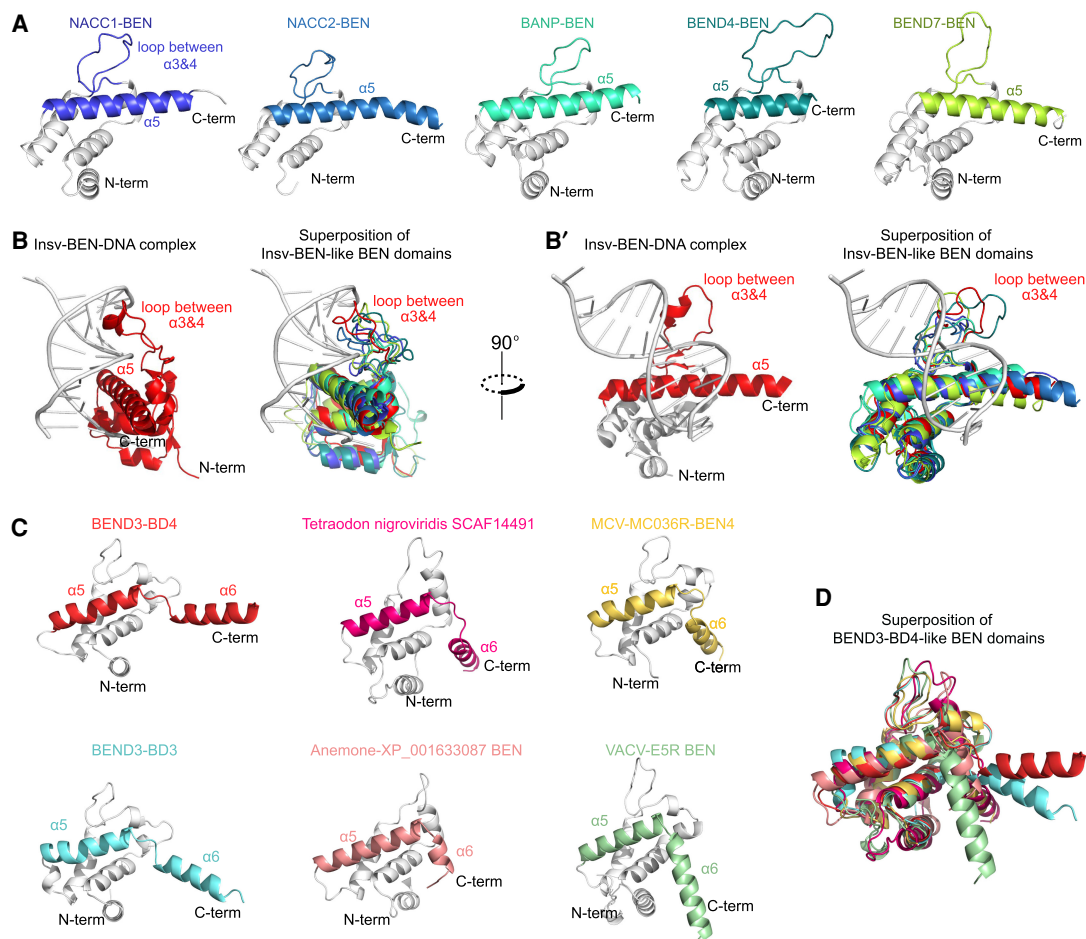 A
NACC1-BEN
loop between
α3&4
α5
C-term
N-term
NACC2-BEN
α5
C-term
N-term
BANP-BEN
α5
C-term
N-term
BEND4-BEN
α5
C-term
N-term
BEND7-BEN
α5
C-term
N-term
B
Insv-BEN-DNA complex
loop between
α3&4
α5
C-term
N-term
Superposition of
Insv-BEN-like BEN domains
loop between
α3&4
90°
B′
Insv-BEN-DNA complex
loop between
α3&4
α5
C-term
N-term
Superposition of
Insv-BEN-like BEN domains
loop between
α3&4
C
BEND3-BD4
α5
α6
C-term
N-term
Tetraodon nigroviridis SCAF14491
α5
α6
C-term
N-term
MCV-MC036R-BEN4
α5
α6
C-term
N-term
BEND3-BD3
α5
α6
C-term
N-term
Anemone-XP_001633087 BEN
α5
α6
C-term
N-term
VACV-E5R BEN
α5
α6
C-term
N-term
D
Superposition of
BEND3-BD4-like BEN domains